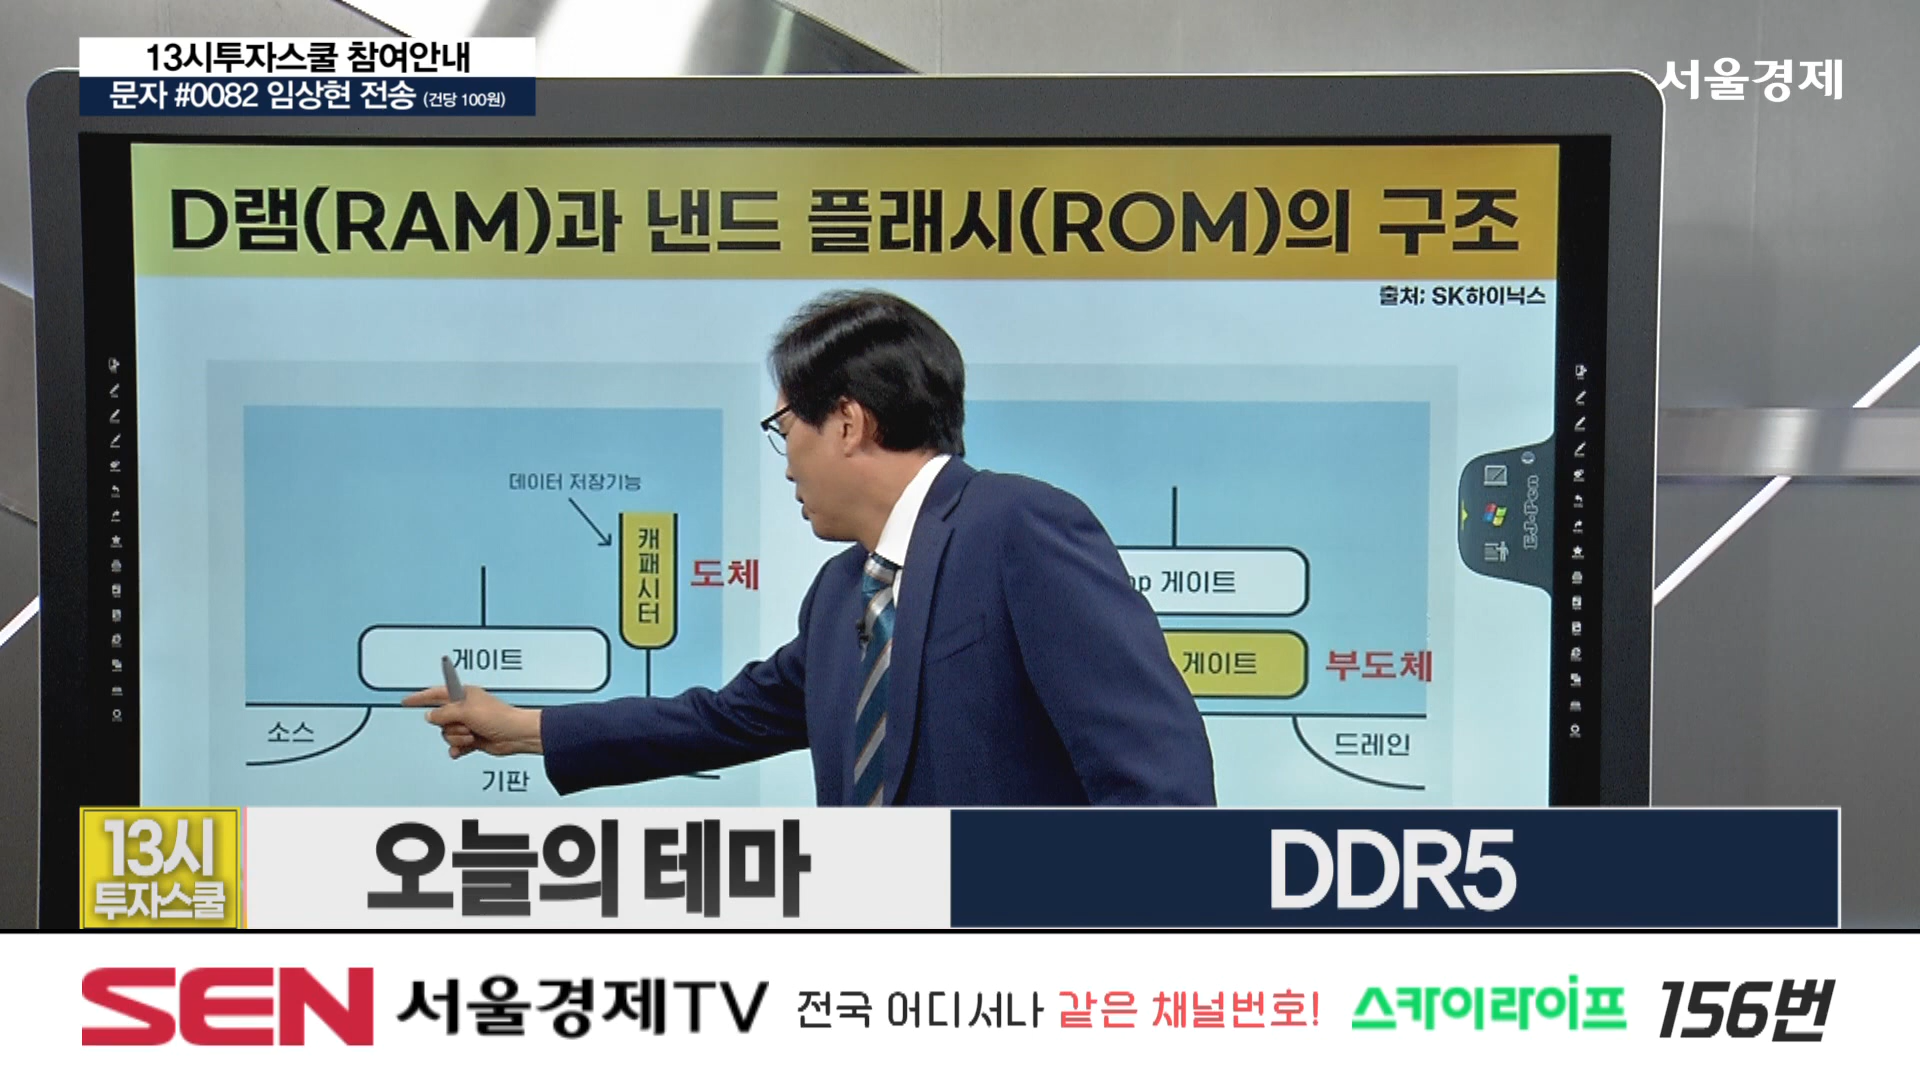 13시투자스쿨 참여안내
문자 #0082 임상현 전송 (건당 100원)
서울경제
D램(RAM)과 낸드 플래시(ROM)의 구조
출처; SK하이닉스
데이터 저장기능
캐패시터
도체
게이트
소스
기판
게이트
게이트
부도체
드레인
EJ-Pen
13시
투자스쿨
오늘의 테마
DDR5
SEN 서울경제TV 전국 어디서나 같은 채널번호! 스카이라이프 156번